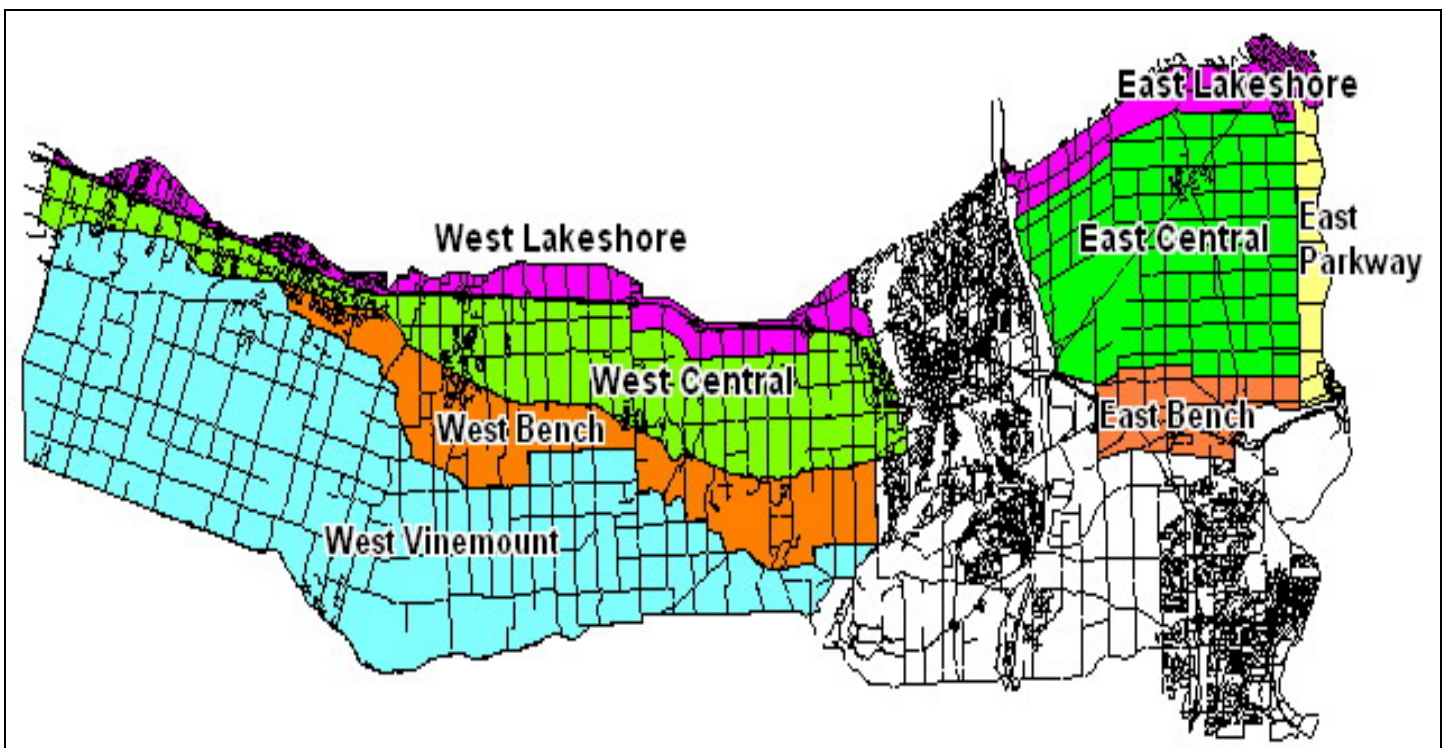 East Lakeshore
West Lakeshore
East Central
East
Parkway
West Central
East Bench
West Bench
West Vinemount